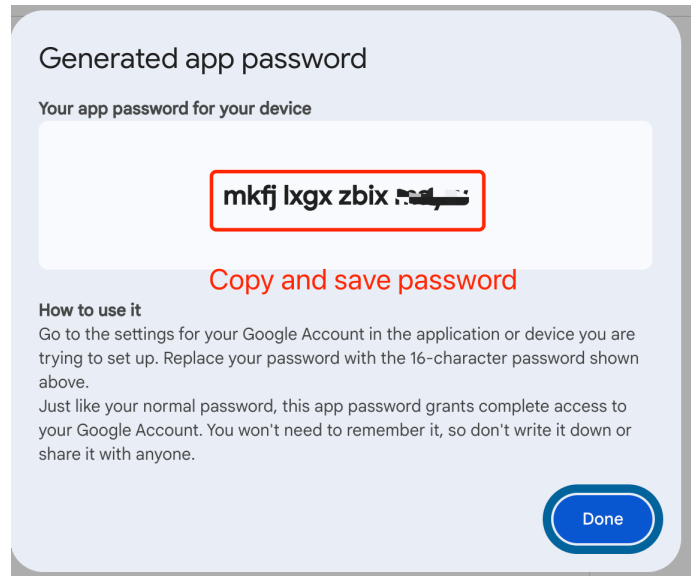 Generated app password
Your app password for your device
mkfj lxgx zbix
Copy and save password
How to use it
Go to the settings for your Google Account in the application or device you are
trying to set up. Replace your password with the 16-character password shown
above.
Just like your normal password, this app password grants complete access to
your Google Account. You won't need to remember it, so don't write it down or
share it with anyone.
Done